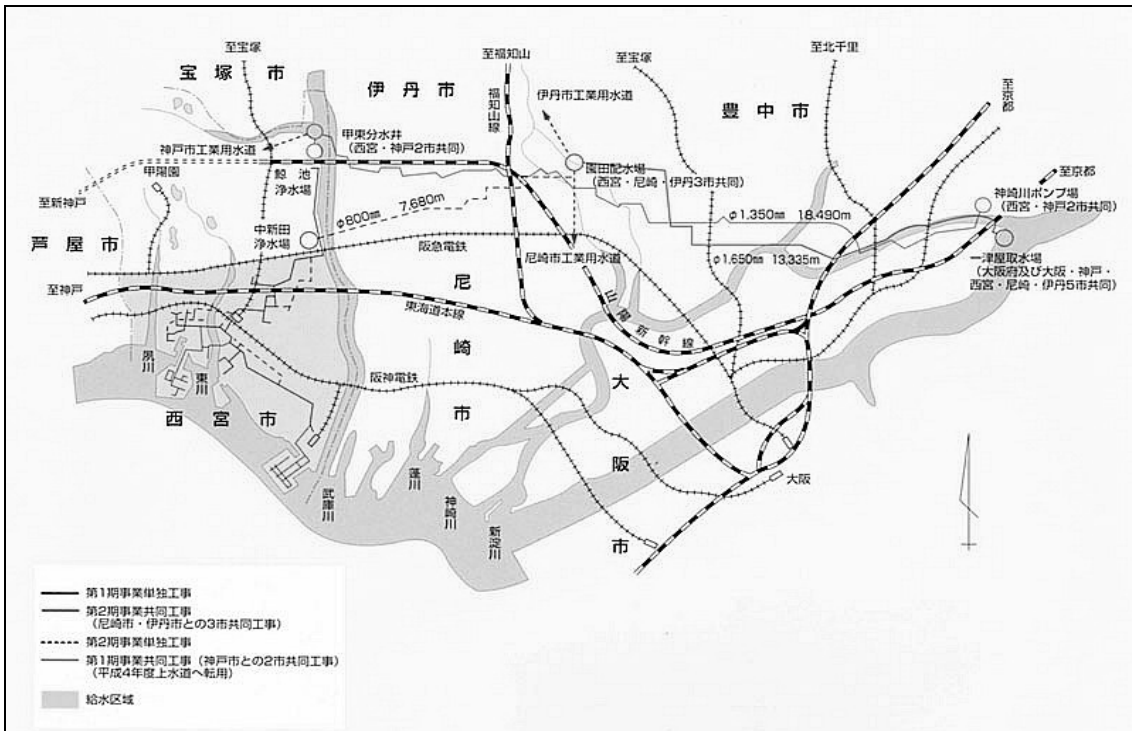 至宝塚
宝塚市
伊丹市
至福知山
福知山線
至宝塚
至北千里
豊中市
至京都
伊丹市工業用水道
甲東分水井
(西宮・神戸2市共同)
神戸市工業用水道
甲陽園
鯨池
浄水場
園田配水場
(西宮・尼崎・伊丹3市共同)
至京都
神崎川ポンプ場
(西宮・神戸2市共同)
至新神戸
芦屋市
中新田
浄水場
φ800㎜ 7,680m
φ1,350㎜ 18,490m
阪急電鉄
尼崎市工業用水道
φ1,650㎜ 13,335m
一津屋取水場
(大阪府及び大阪・神戸・
西宮・尼崎・伊丹5市共同)
至神戸
尼崎市
東海道本線
山陽新幹線
夙川
東川
阪神電鉄
大阪市
西宮市
武庫川
蓬川
神崎川
新淀川
大阪
第1期事業単独工事
第2期事業共同工事
(尼崎市・伊丹市との3市共同工事)
第2期事業単独工事
第1期事業共同工事(神戸市との2市共同工事)
(平成4年度上水道へ転用)
給水区域